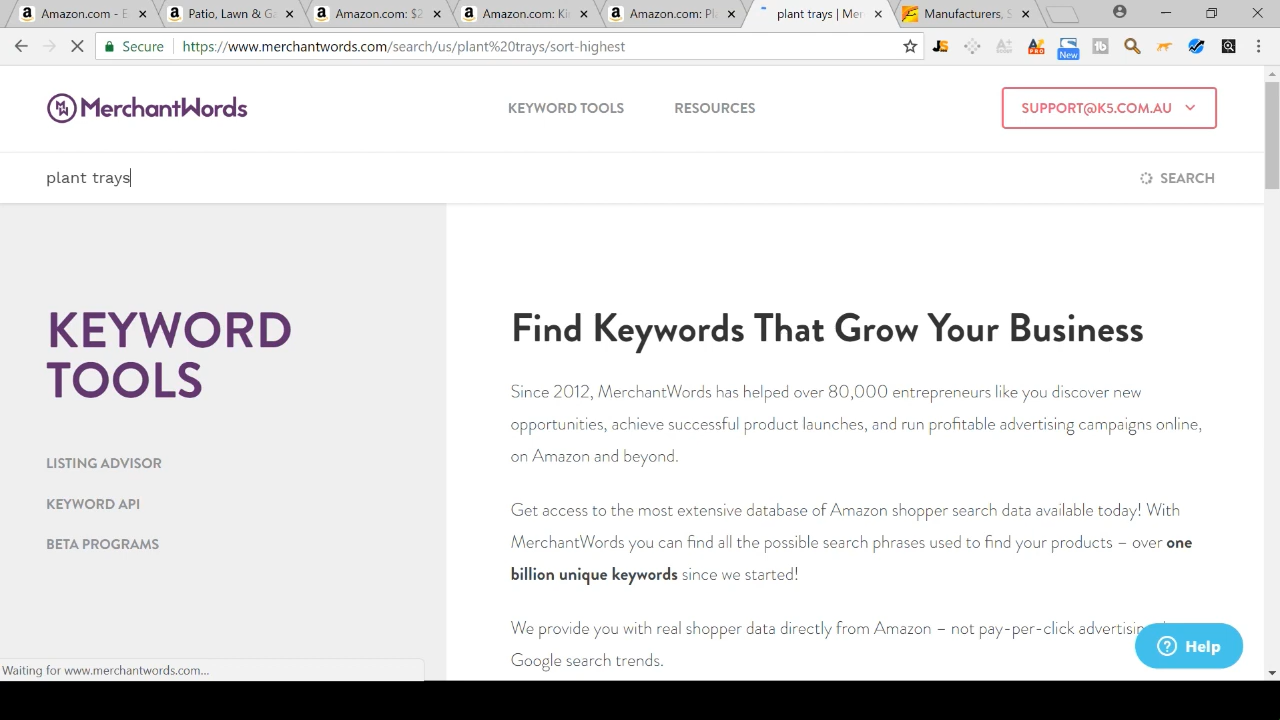 Amazon.com - E
Patio, Lawn & Ga
Amazon.com: $2
Amazon.com: Kin
Amazon.com: Pla
plant trays | Mer
Manufacturers, S
Secure
https://www.merchantwords.com/search/us/plant%20trays/sort-highest
New
MerchantWords
KEYWORD TOOLS
RESOURCES
SUPPORT@K5.COM.AU
plant trays
SEARCH
KEYWORD
TOOLS
LISTING ADVISOR
KEYWORD API
BETA PROGRAMS
Find Keywords That Grow Your Business
Since 2012, MerchantWords has helped over 80,000 entrepreneurs like you discover new
opportunities, achieve successful product launches, and run profitable advertising campaigns online,
on Amazon and beyond.
Get access to the most extensive database of Amazon shopper search data available today! With
MerchantWords you can find all the possible search phrases used to find your products – over one
billion unique keywords since we started!
We provide you with real shopper data directly from Amazon – not pay-per-click advertising
Google search trends.
Help
Waiting for www.merchantwords.com...